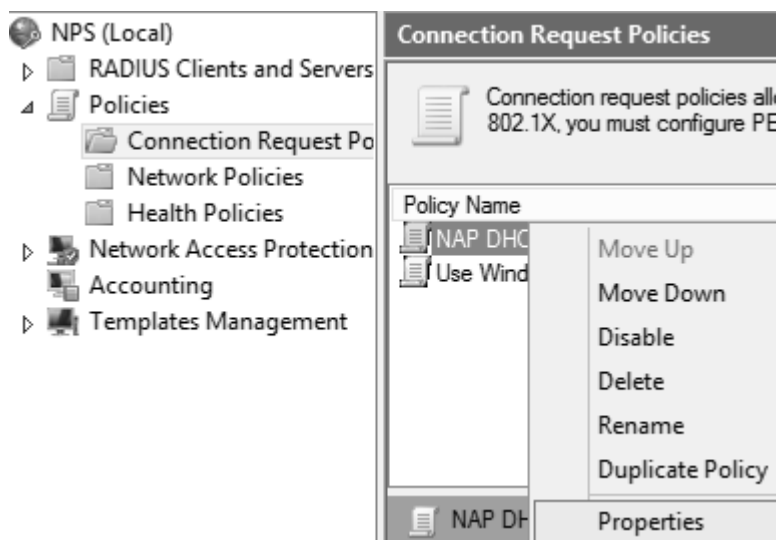 NPS (Local)
RADIUS Clients and Servers
Policies
Connection Request Po
Network Policies
Health Policies
Network Access Protection
Accounting
Templates Management
Connection Request Policies
Connection request policies all
802.1X, you must configure PE
Policy Name
NAP DHC
Use Wind
Move Up
Move Down
Disable
Delete
Rename
Duplicate Policy
Properties
NAP DH